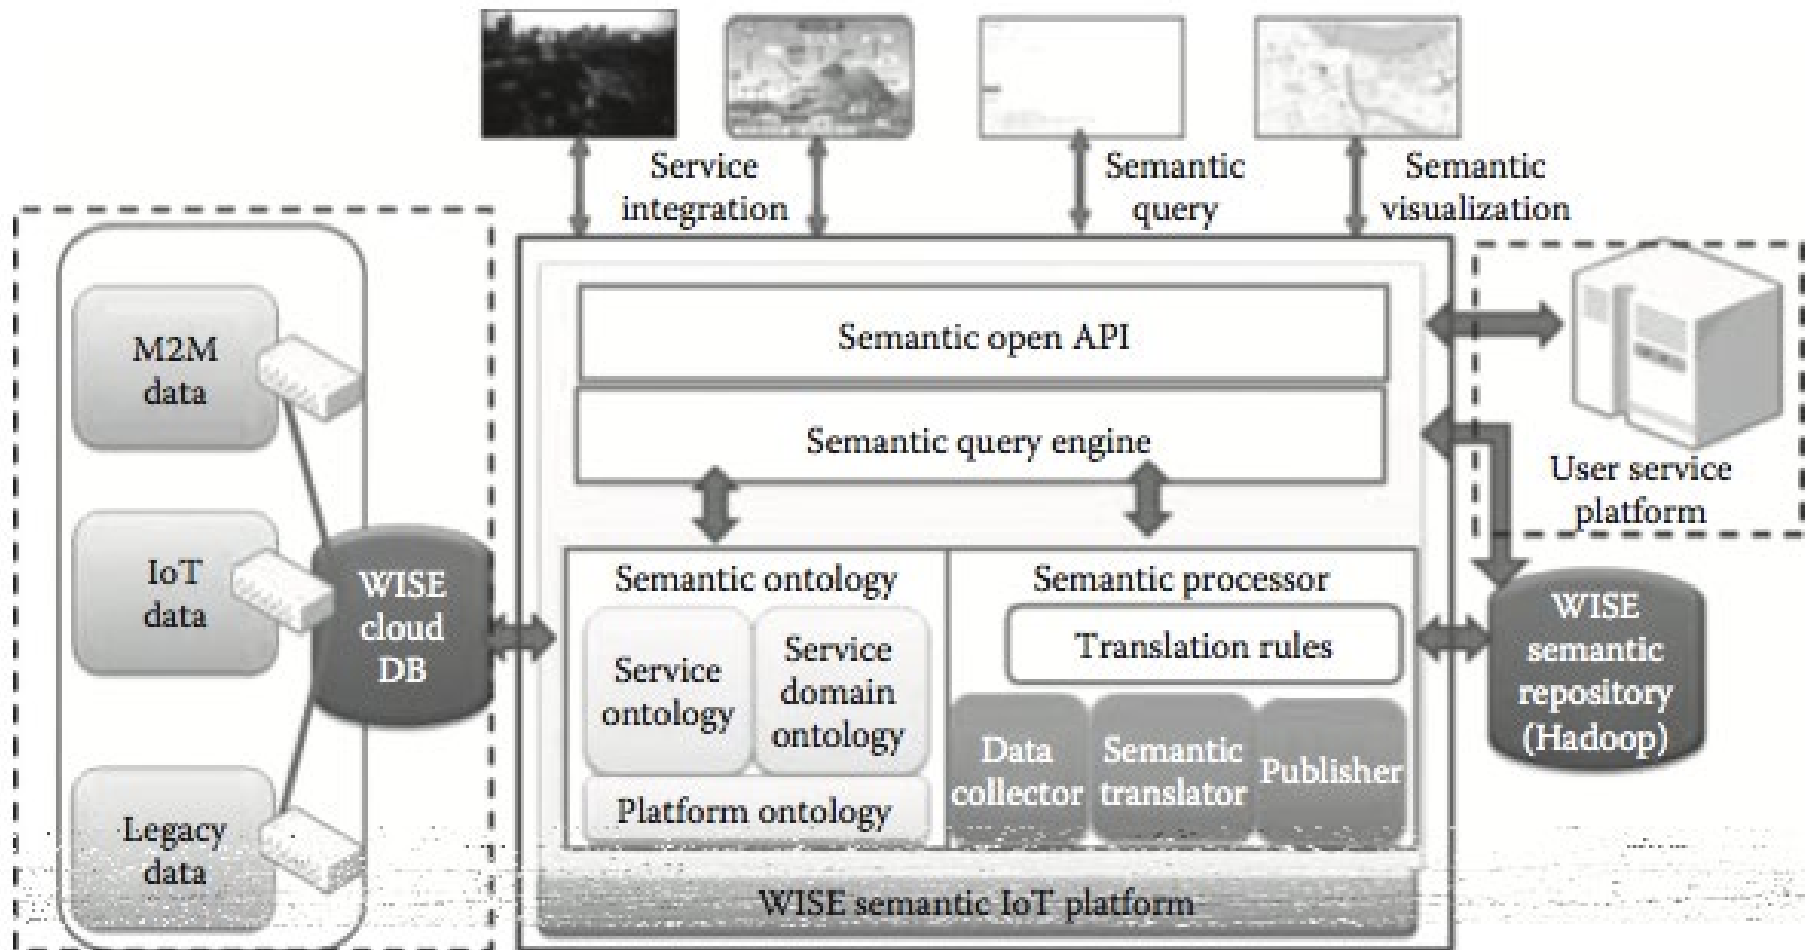 Service
integration
Semantic
query
Semantic
visualization
M2M
data
IoT
data
Legacy
data
WISE
cloud
DB
Semantic open API
Semantic query engine
Semantic ontology
Service
ontology
Service
domain
ontology
Platform ontology
Semantic processor
Translation rules
Data
collector
Semantic
translator
Publisher
WISE semantic IoT platform
User service
platform
WISE
semantic
repository
(Hadoop)